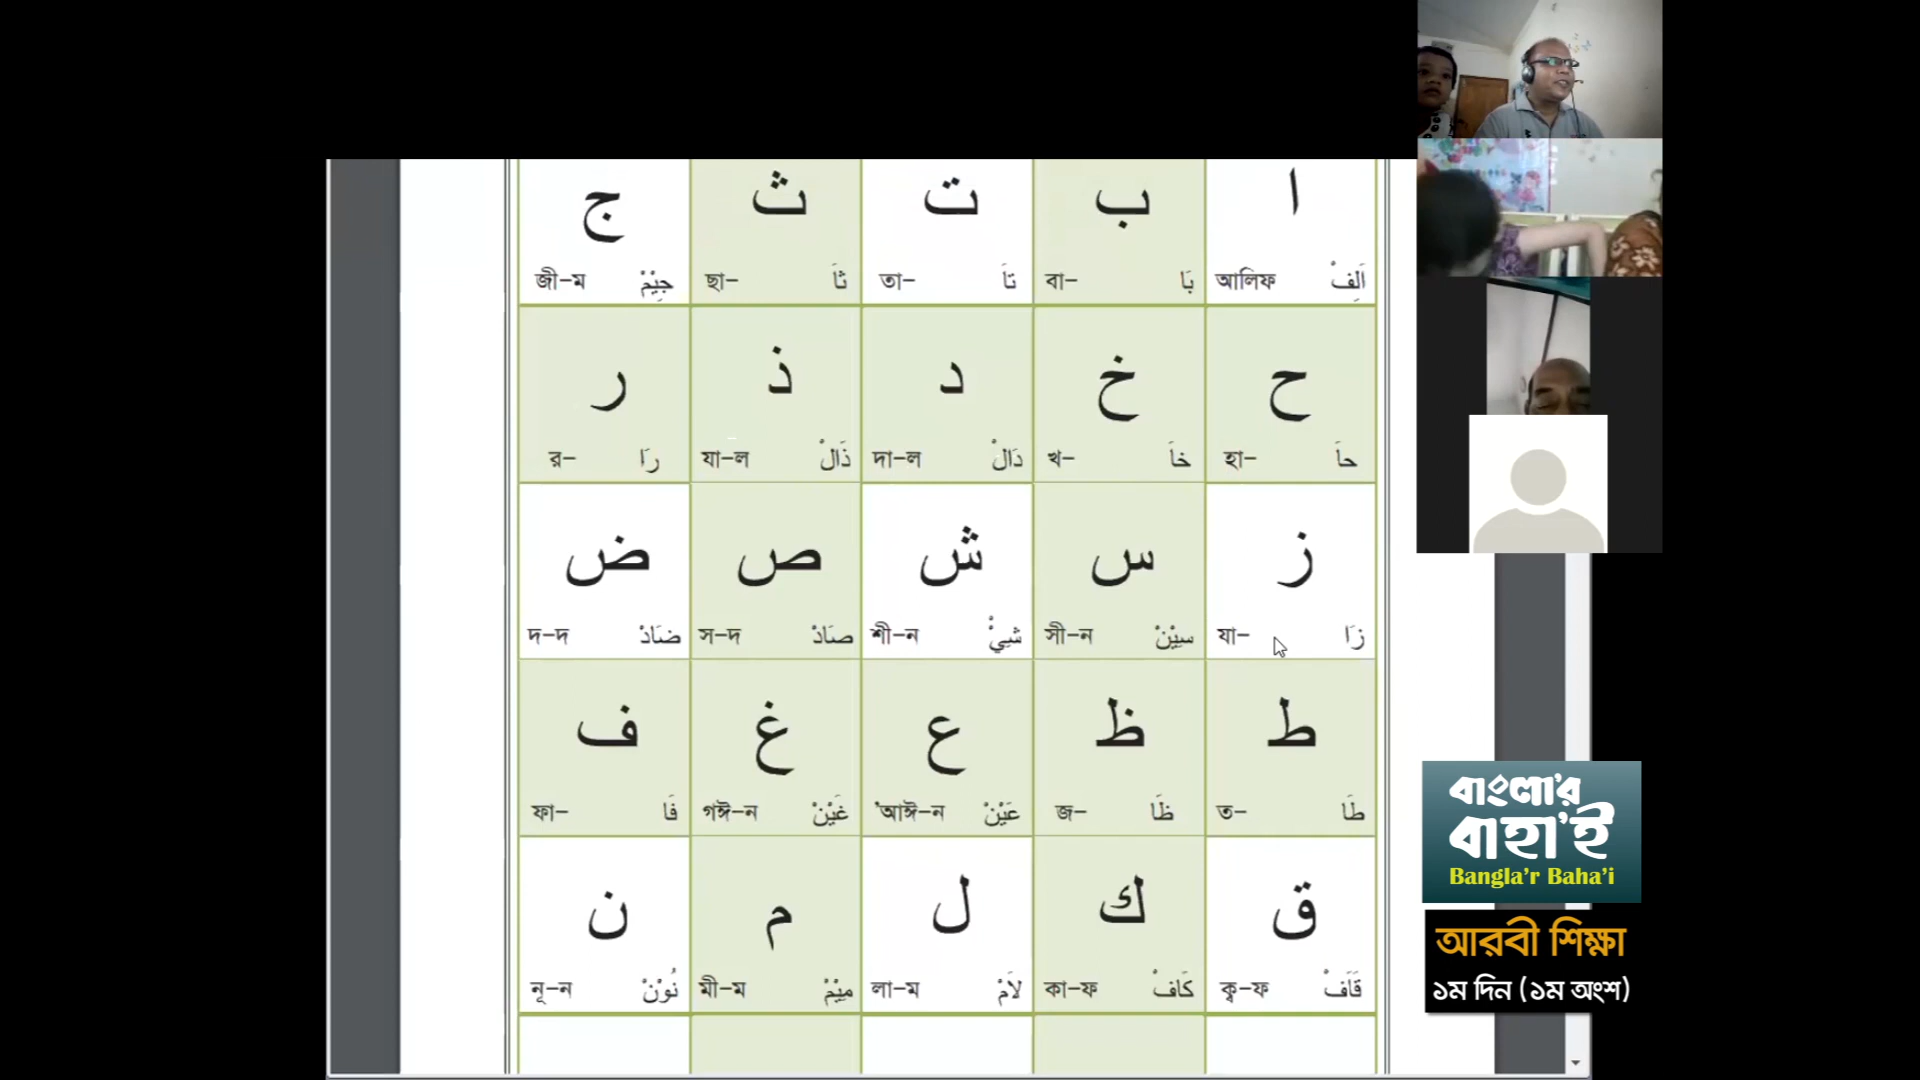 ا ب ت ث ج
اَلِفْ আলিফ بَا বা- تَا তা- ثَا ছা- جِيْمْ জী-ম
ح خ د ذ ر
حَا হা- خَا খ- دَالْ দা-ল ذَالْ যা-ল رَا র-
ز س ش ص ض
زَا যা- سِيْنْ সী-ন شِيْ শী-ন صَادْ স-দ ضَادْ দ-দ
ط ظ ع غ ف
طَا ত- ظَا জ- عَيْنْ 'আঈ-ন غَيْنْ গঈ-ন فَا ফা-
ق ك ل م ن
قَافْ ক্ব-ফ كَافْ কা-ফ لَامْ লা-ম مِيْمْ মী-ম نُوْنْ নূ-ন
বাংলা'র
বাহা'ই
Bangla'r Baha'i
আরবী শিক্ষা
১ম দিন (১ম অংশ)